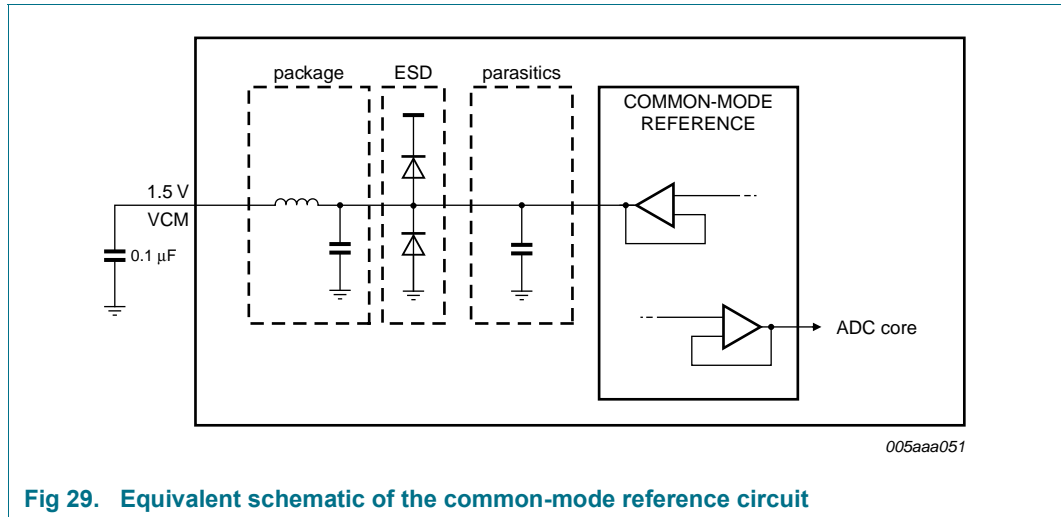 package ESD parasitics
COMMON-MODE
REFERENCE
1.5 V
VCM
0.1 μF
ADC core
005aaa051
Fig 29. Equivalent schematic of the common-mode reference circuit